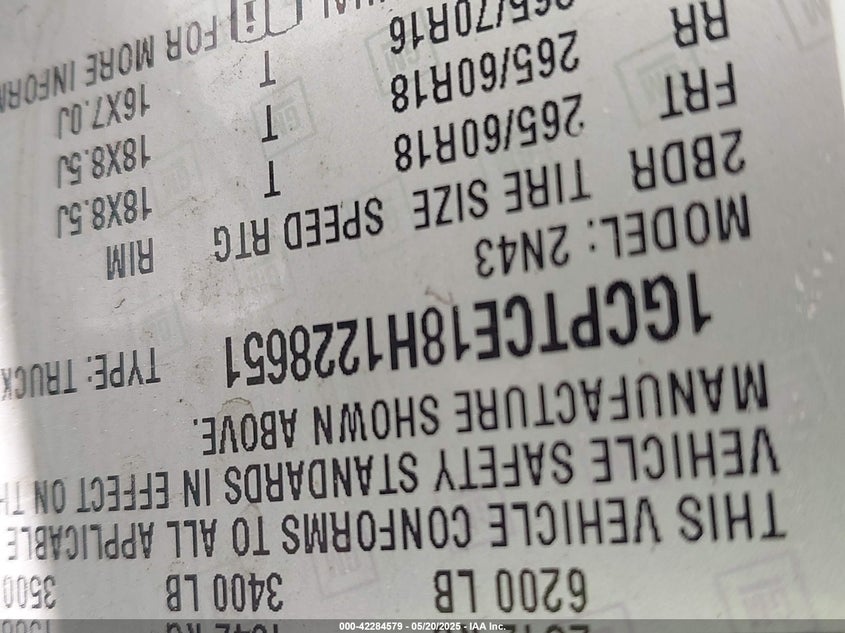 6200 LB 3400 LB 3500
THIS VEHICLE CONFORMS TO ALL APPLICABLE
VEHICLE SAFETY STANDARDS IN EFFECT ON
MANUFACTURE SHOWN ABOVE.
1GCPTCE18H1228651 TYPE: TRUCK
MODEL: 2N43
2BDR TIRE SIZE SPEED RTG RIM
FRT 265/60R18 T 18X8.5J
RR 265/60R18 T 18X8.5J
265/70R16 T 16X7.0J
FOR MORE
000-42284579 - 05/20/2025 - IAA Inc.